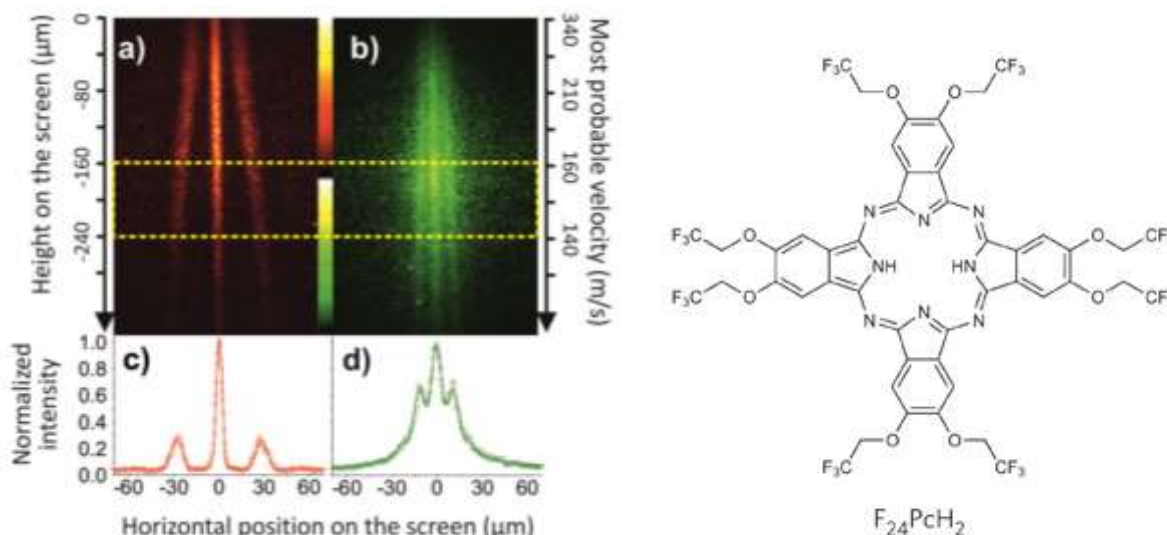 a)
b)
Height on the screen (μm)
0
-80
-160
-240
340
210
160
140
Most probable velocity (m/s)
c)
d)
Normalized
intensity
1.0
0.8
0.6
0.4
0.2
0.0
-60 -30 0 30 60
-60 -30 0 30 60
Horizontal position on the screen (μm)
F₃C CF₃
O O
N N N
F₃C O O CF
NH HN
F₃C O O CF
N N N
O O
F₃C CF₃
F₂₄PcH₂